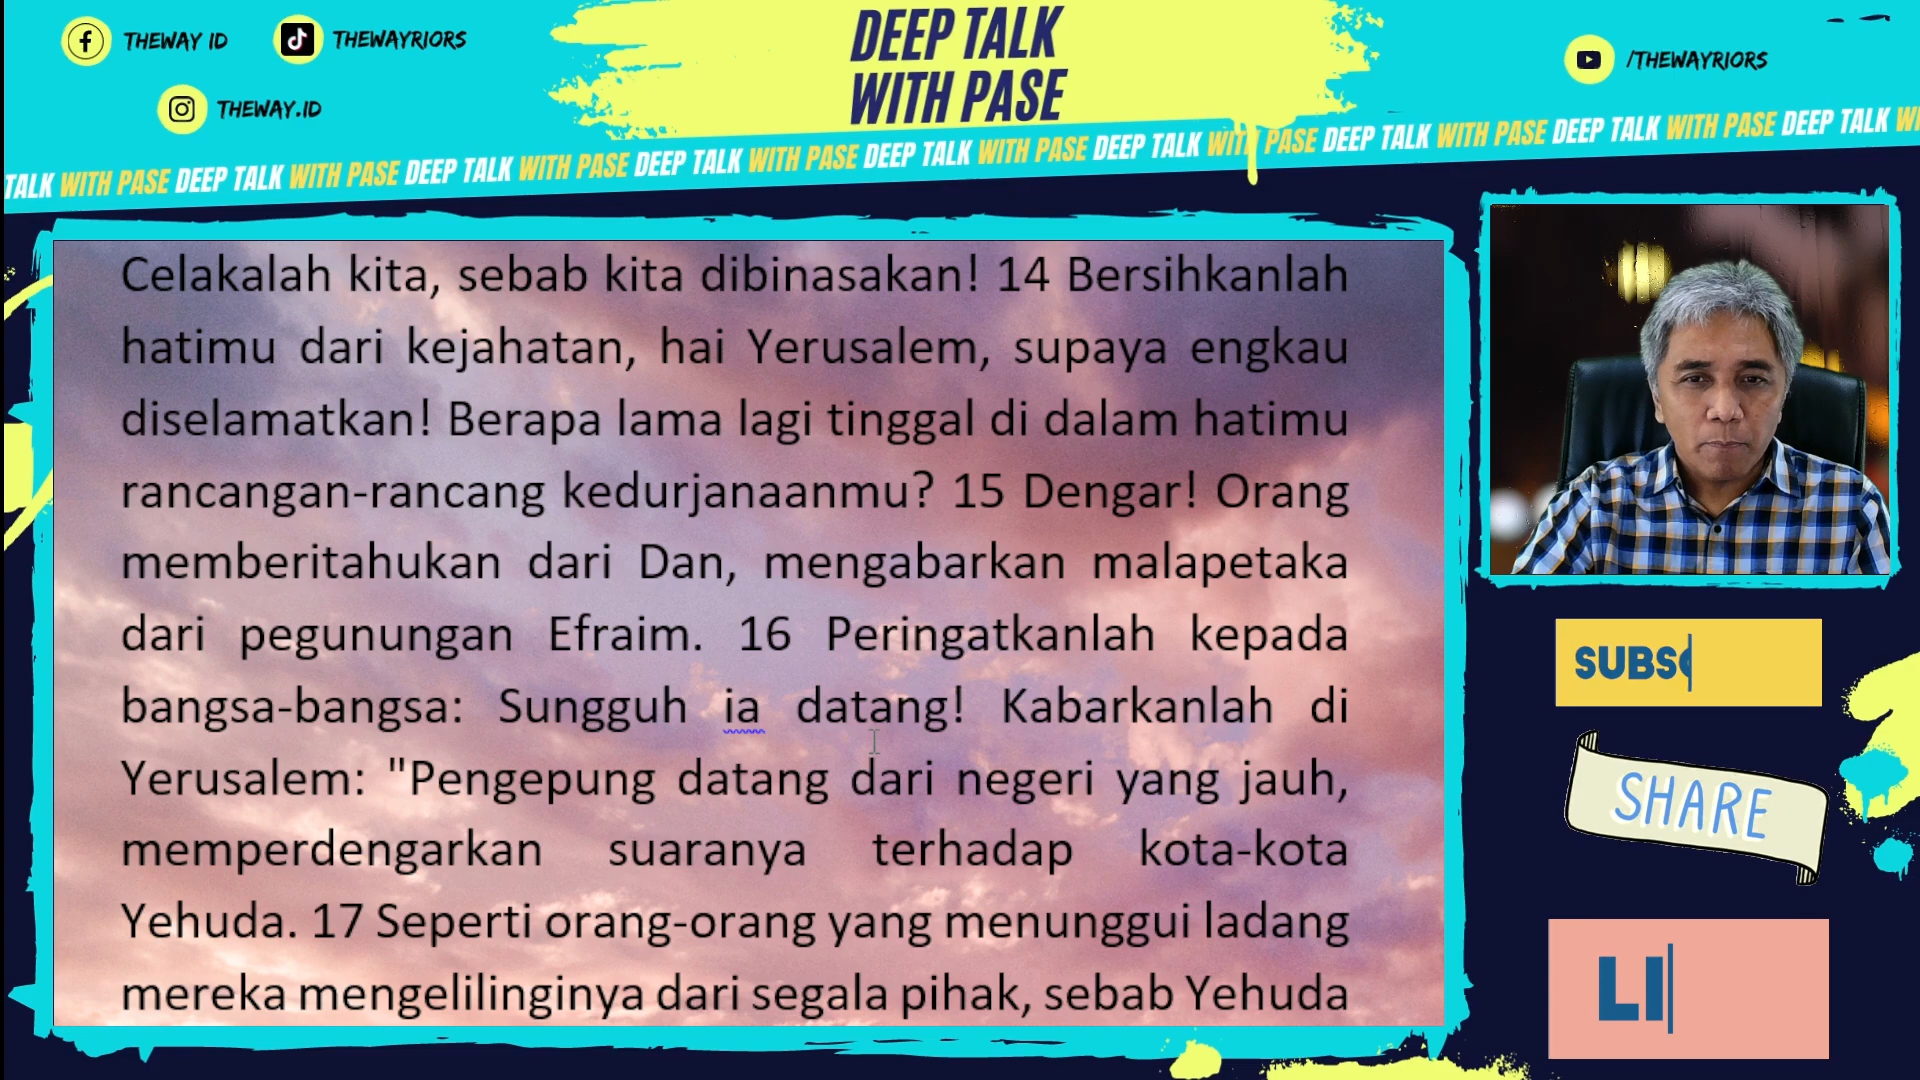 THEWAY ID
THEWAYRIORS
THEWAY.ID
DEEP TALK
WITH PASE
/THEWAYRIORS
TALK WITH PASE DEEP TALK WITH PASE DEEP TALK WITH PASE DEEP TALK WITH PASE DEEP TALK WITH PASE DEEP TALK WITH PASE DEEP TALK WITH PASE DEEP TALK WI
Celakalah kita, sebab kita dibinasakan! 14 Bersihkanlah
hatimu dari kejahatan, hai Yerusalem, supaya engkau
diselamatkan! Berapa lama lagi tinggal di dalam hatimu
rancangan-rancang kedurjanaanmu? 15 Dengar! Orang
memberitahukan dari Dan, mengabarkan malapetaka
dari pegunungan Efraim. 16 Peringatkanlah kepada
bangsa-bangsa: Sungguh ia datang! Kabarkanlah di
Yerusalem: "Pengepung datang dari negeri yang jauh,
memperdengarkan suaranya terhadap kota-kota
Yehuda. 17 Seperti orang-orang yang menunggui ladang
mereka mengelilinginya dari segala pihak, sebab Yehuda
SUBSC
SHARE
LI